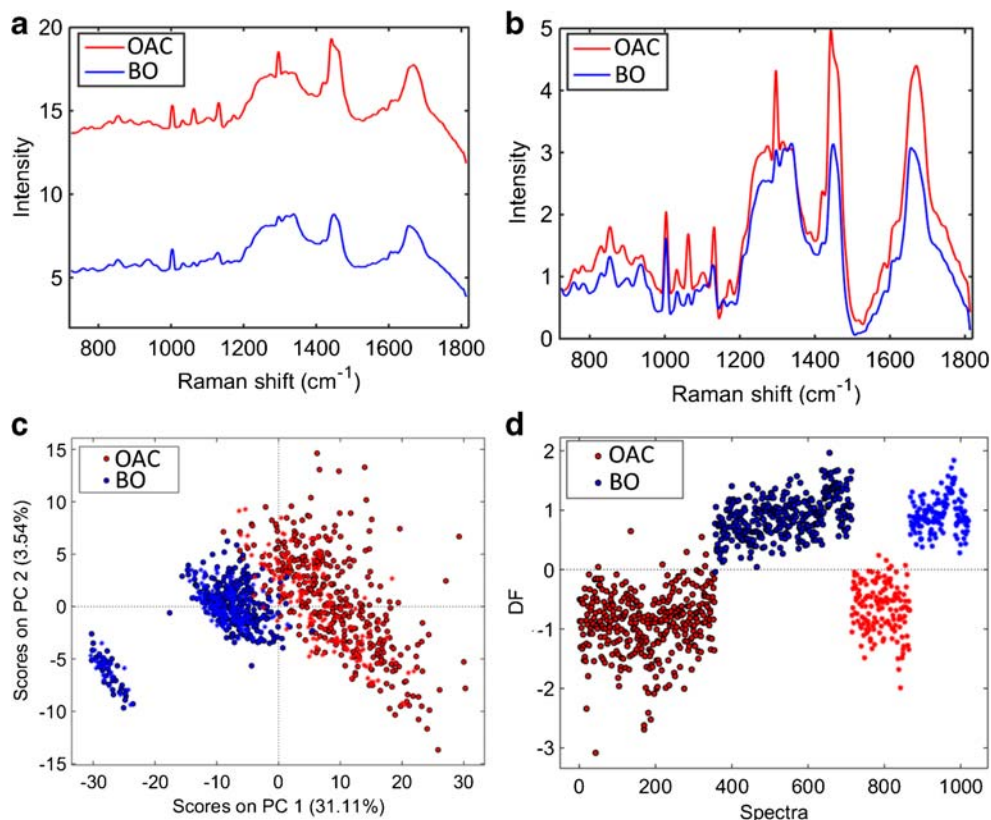 a
20
15
10
5
Intensity
OAC
BO
800 1000 1200 1400 1600 1800
Raman shift (cm⁻¹)
b
5
4
3
2
1
0
Intensity
OAC
BO
800 1000 1200 1400 1600 1800
Raman shift (cm⁻¹)
c
15
10
5
0
-5
-10
-15
Scores on PC 2 (3.54%)
OAC
BO
-30 -20 -10 0 10 20 30
Scores on PC 1 (31.11%)
d
2
1
0
-1
-2
-3
DF
OAC
BO
0 200 400 600 800 1000
Spectra